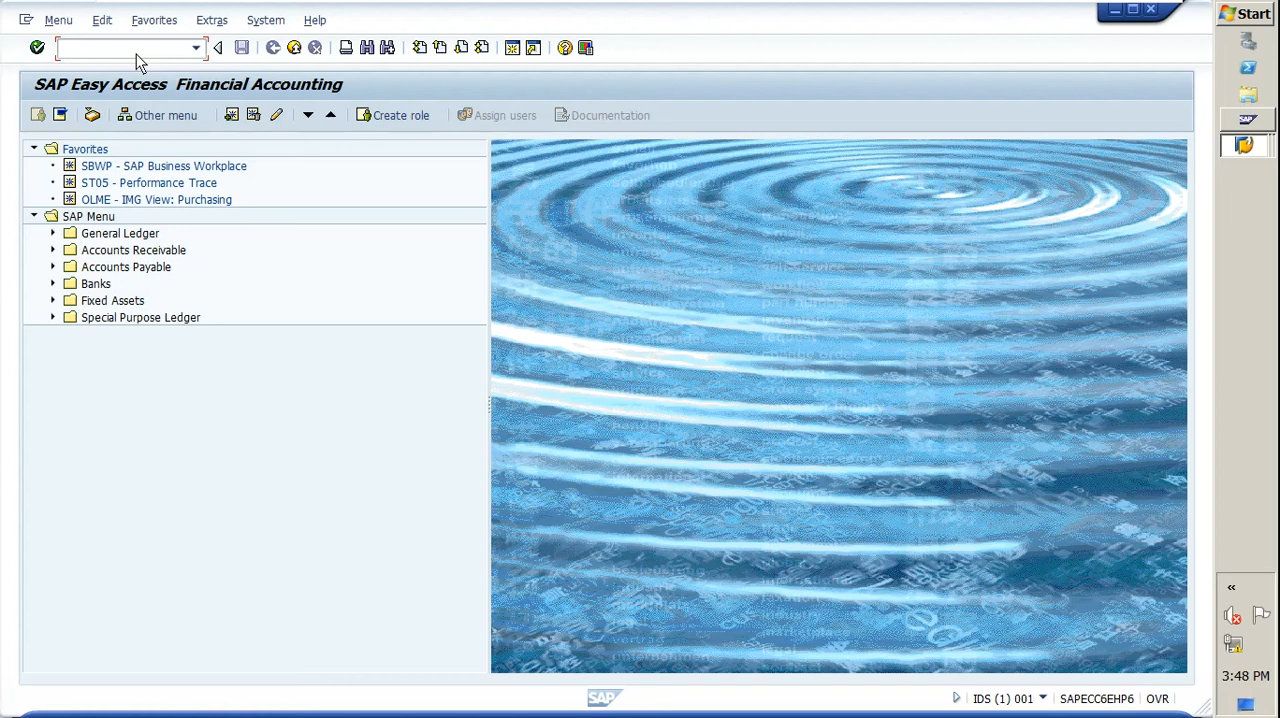 Menu Edit Favorites Extras System Help
Start
SAP Easy Access Financial Accounting
Other menu Create role Assign users Documentation
Favorites
SBWP - SAP Business Workplace
ST05 - Performance Trace
OLME - IMG View: Purchasing
SAP Menu
General Ledger
Accounts Receivable
Accounts Payable
Banks
Fixed Assets
Special Purpose Ledger
SAP
3:48 PM
SAP IDS (1) 001 SAPECC6EHP6 OVR